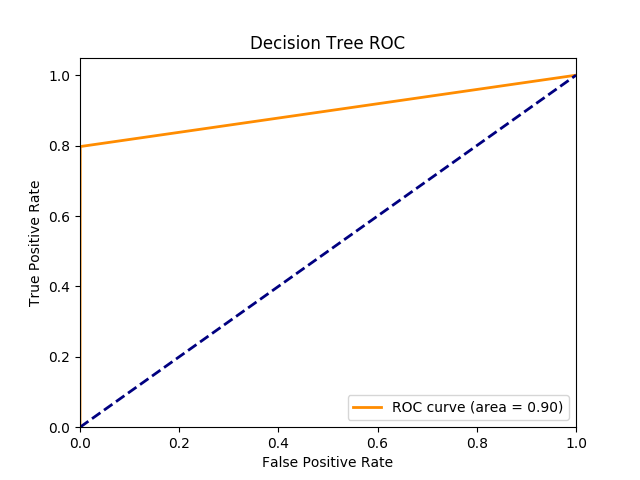 Decision Tree ROC
True Positive Rate
1.0
0.8
0.6
0.4
0.2
0.0
0.0 0.2 0.4 0.6 0.8 1.0
False Positive Rate
ROC curve (area = 0.90)